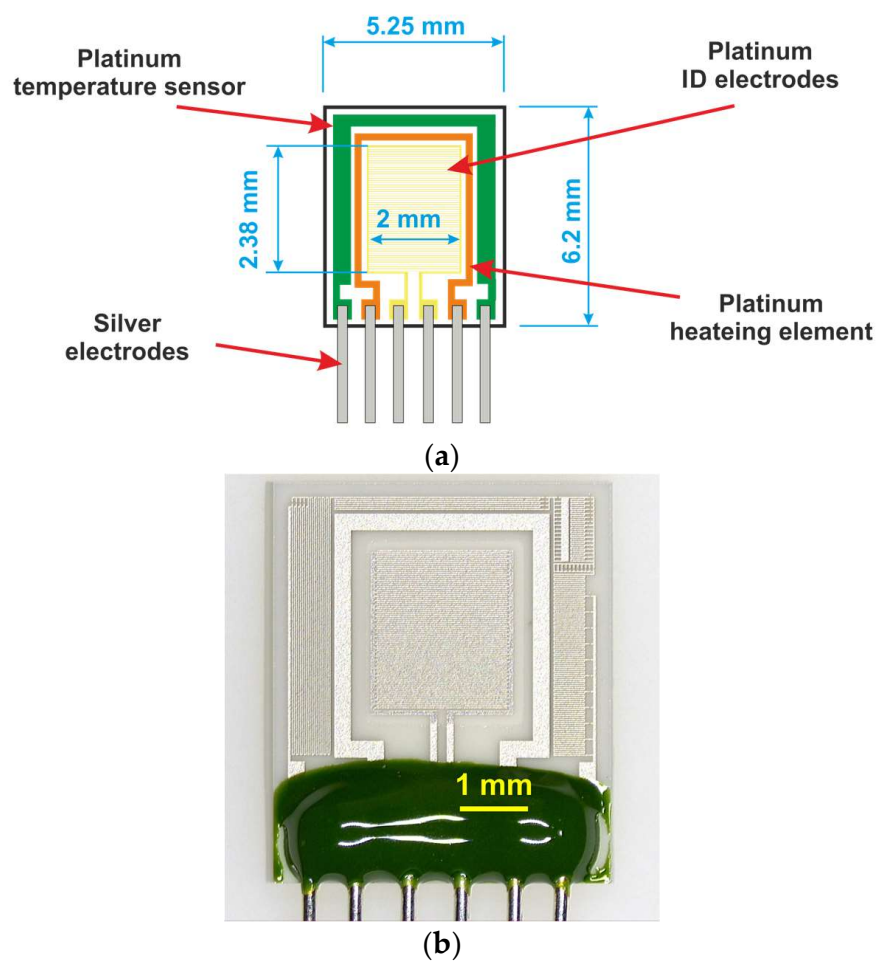 5.25 mm
Platinum
temperature sensor
Platinum
ID electrodes
2.38 mm
2 mm
6.2 mm
Silver
electrodes
Platinum
heateing element
(a)
1 mm
(b)